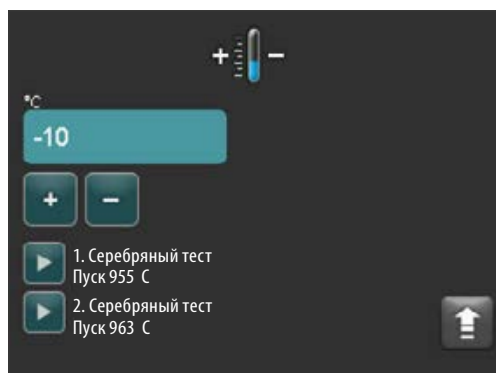 + −
°C
-10
+ −
1. Серебряный тест
Пуск 955 C
2. Серебряный тест
Пуск 963 C